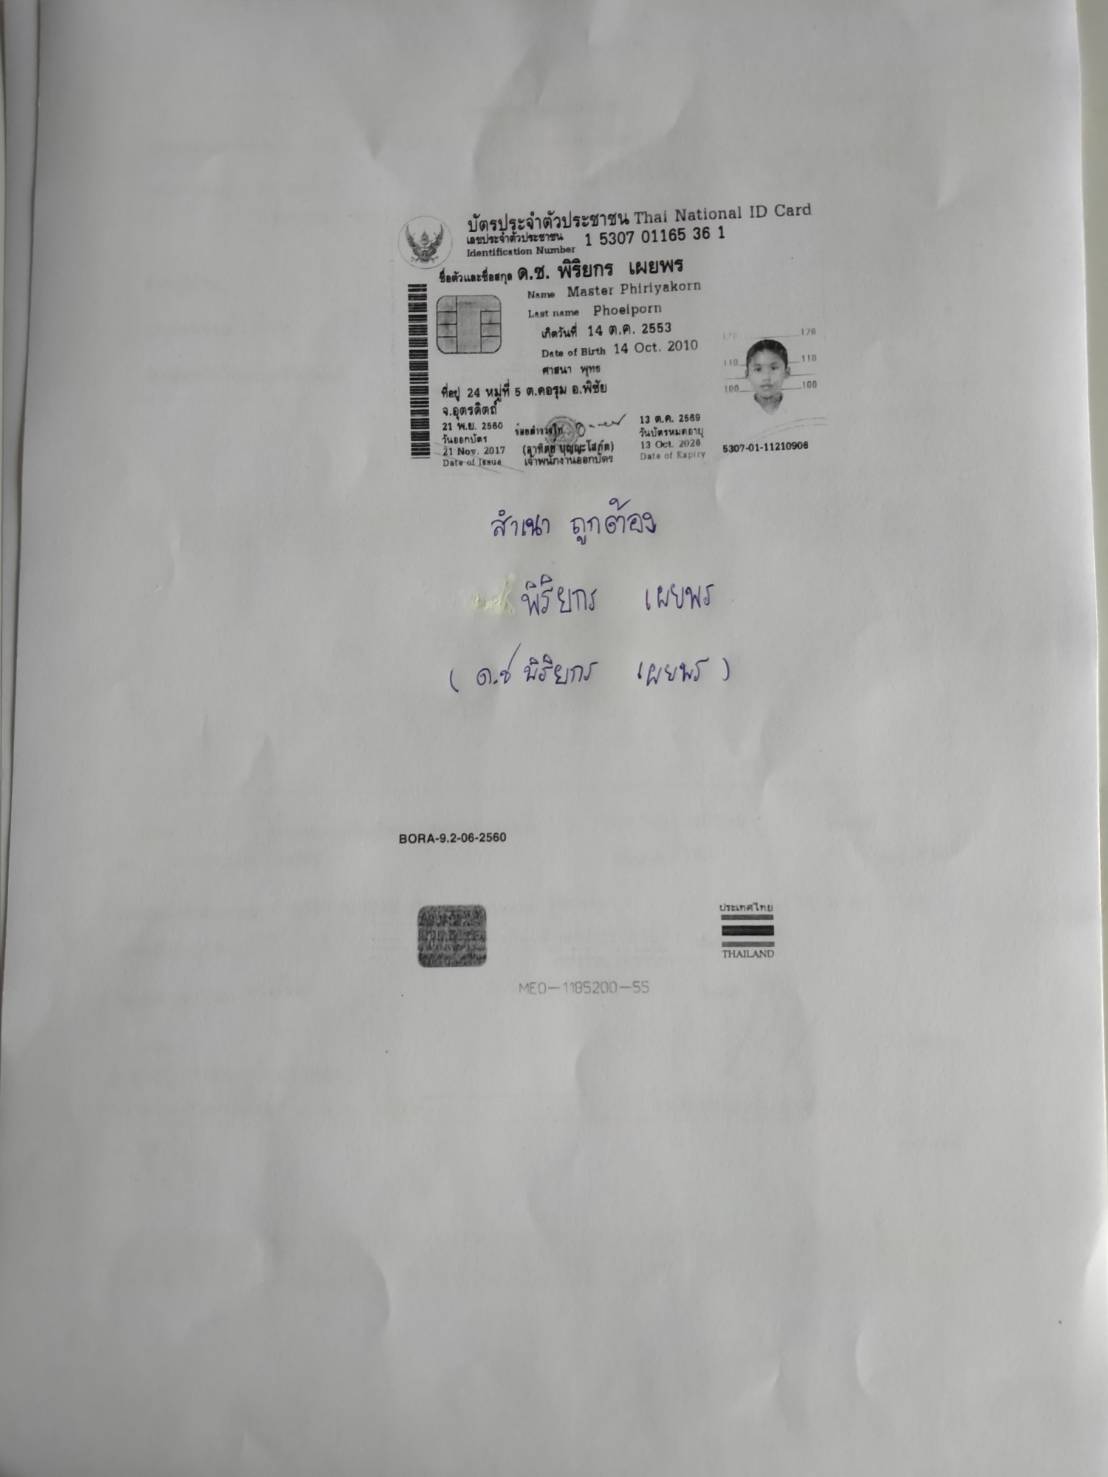 บัตรประจำตัวประชาชน Thai National ID Card
เลขประจำตัวประชาชน
Identification Number 1 5307 01165 36 1
ชื่อตัวและชื่อสกุล ด.ช. พิริยกร เผยพร
Name Master Phiriyakorn
Last name Phoeiporn
เกิดวันที่ 14 ต.ค. 2553
Date of Birth 14 Oct. 2010
ศาสนา พุทธ
ที่อยู่ 24 หมู่ที่ 5 ต.คอรุม อ.พิชัย
จ.อุตรดิตถ์
21 พ.ย. 2560
วันออกบัตร
21 Nov. 2017
Date of Issue
เจ้าพนักงานออกบัตร
13 ต.ค. 2569
วันบัตรหมดอายุ
13 Oct. 2026
Date of Expiry
120 120
110 110
100 100
5307-01-11210906
สำเนา ถูกต้อง
พิริยกร เผยพร
( ด.ช พิริยกร เผยพร )
BORA-9.2-06-2560
ประเทศไทย
THAILAND
ME0-1185200-55